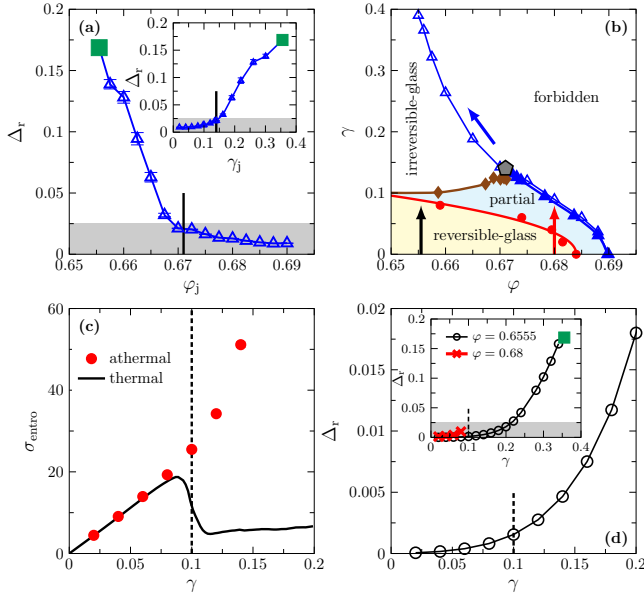 (a)
Δr
0.2
0.15
0.1
0.05
0
0.65 0.66 0.67 0.68 0.69
φj
Δr
0.2
0.15
0.1
0.05
0
0 0.1 0.2 0.3 0.4
γj
(b)
γ
0.4
0.3
0.2
0.1
0
0.65 0.66 0.67 0.68 0.69
φ
irreversible-glass
forbidden
partial
reversible-glass
(c)
σentro
60
40
20
0
0 0.05 0.1 0.15 0.2
γ
athermal
thermal
(d)
Δr
0.02
0.015
0.01
0.005
0
0 0.05 0.1 0.15 0.2
γ
Δr
0.2
0.15
0.1
0.05
0
0 0.1 0.2 0.3 0.4
γ
φ = 0.6555
φ = 0.68